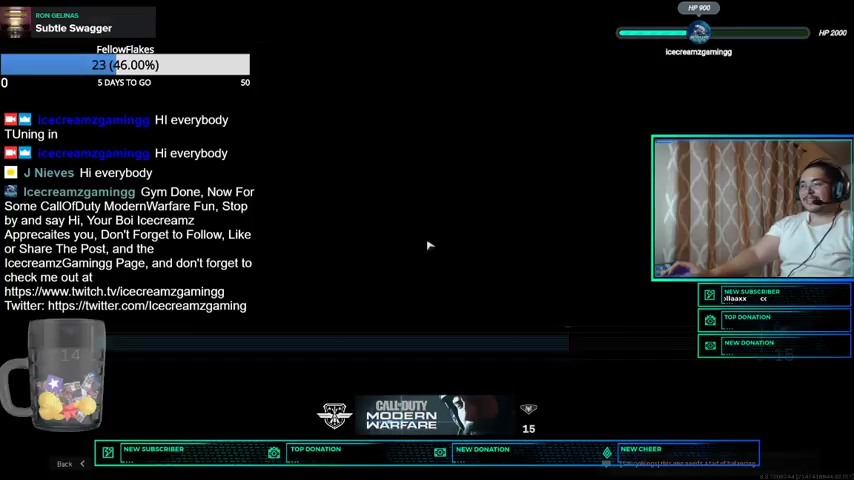 RON GELINAS
Subtle Swagger
HP 900
HP 2000
icecreamzgamingg
FellowFlakes
23 (46.00%)
0
5 DAYS TO GO
50
icecreamzgamingg HI everybody
TUning in
icecreamzgamingg Hi everybody
J Nieves Hi everybody
Icecreamzgamingg Gym Done, Now For
Some CallOfDuty ModernWarfare Fun, Stop
by and say Hi, Your Boi Icecreamz
Apprecaites you, Don't Forget to Follow, Like
or Share The Post, and the
IcecreamzGamingg Page, and don't forget to
check me out at
https://www.twitch.tv/icecreamzgamingg
Twitter: https://twitter.com/Icecreamzgaming
NEW SUBSCRIBER
TOP DONATION
....
NEW DONATION
....
14
15
CALL OF DUTY
MODERN
WARFARE
15
NEW SUBSCRIBER
....
TOP DONATION
....
NEW DONATION
....
NEW CHEER
Back